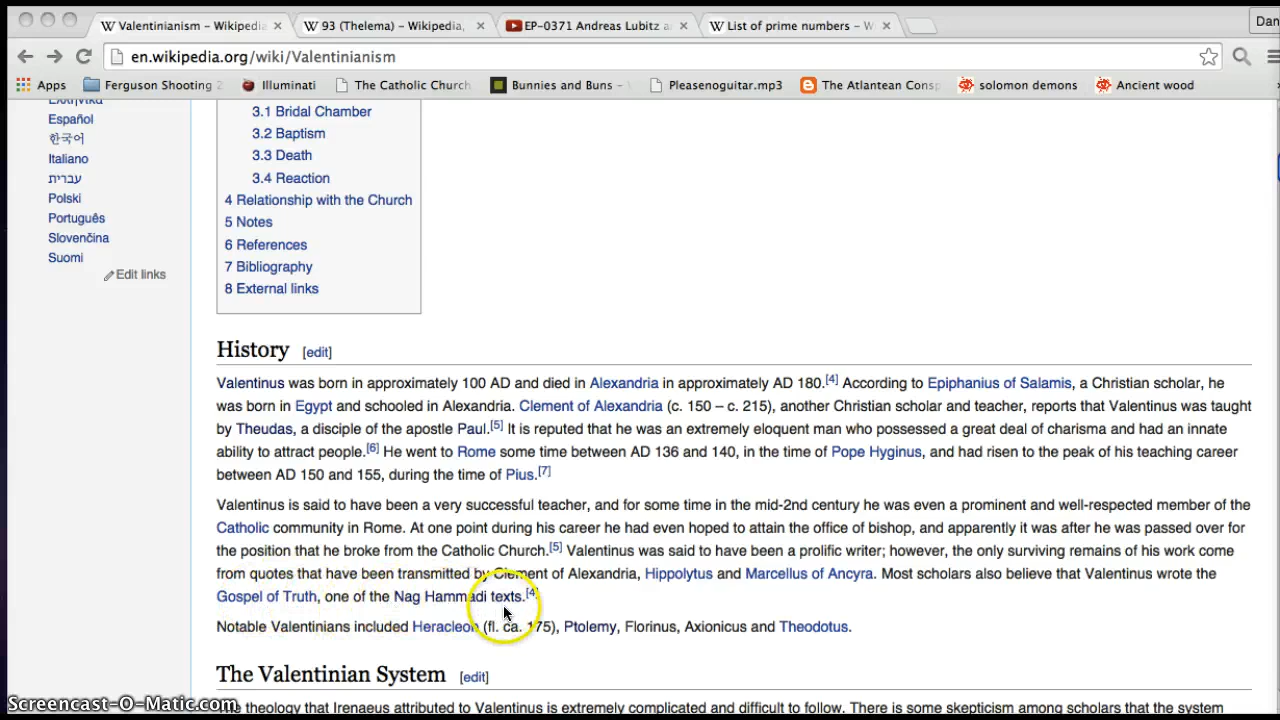 Valentinianism – Wikipedi
93 (Thelema) – Wikipedia,
EP-0371 Andreas Lubitz a
List of prime numbers – W
Dan
en.wikipedia.org/wiki/Valentinianism
Apps
Ferguson Shooting 2
Illuminati
The Catholic Church
Bunnies and Buns –
Pleasenoguitar.mp3
The Atlantean Consp
solomon demons
Ancient wood
Ελληνικά
Español
한국어
Italiano
עברית
Polski
Português
Slovenčina
Suomi
Edit links
3.1 Bridal Chamber
3.2 Baptism
3.3 Death
3.4 Reaction
4 Relationship with the Church
5 Notes
6 References
7 Bibliography
8 External links
History [edit]
Valentinus was born in approximately 100 AD and died in Alexandria in approximately AD 180.[4] According to Epiphanius of Salamis, a Christian scholar, he
was born in Egypt and schooled in Alexandria. Clement of Alexandria (c. 150 – c. 215), another Christian scholar and teacher, reports that Valentinus was taught
by Theudas, a disciple of the apostle Paul.[5] It is reputed that he was an extremely eloquent man who possessed a great deal of charisma and had an innate
ability to attract people.[6] He went to Rome some time between AD 136 and 140, in the time of Pope Hyginus, and had risen to the peak of his teaching career
between AD 150 and 155, during the time of Pius.[7]
Valentinus is said to have been a very successful teacher, and for some time in the mid-2nd century he was even a prominent and well-respected member of the
Catholic community in Rome. At one point during his career he had even hoped to attain the office of bishop, and apparently it was after he was passed over for
the position that he broke from the Catholic Church.[5] Valentinus was said to have been a prolific writer; however, the only surviving remains of his work come
from quotes that have been transmitted by Clement of Alexandria, Hippolytus and Marcellus of Ancyra. Most scholars also believe that Valentinus wrote the
Gospel of Truth, one of the Nag Hammadi texts.[4]
Notable Valentinians included Heracleon (fl. ca. 175), Ptolemy, Florinus, Axionicus and Theodotus.
The Valentinian System [edit]
The theology that Irenaeus attributed to Valentinus is extremely complicated and difficult to follow. There is some skepticism among scholars that the system
Screencast-O-Matic.com